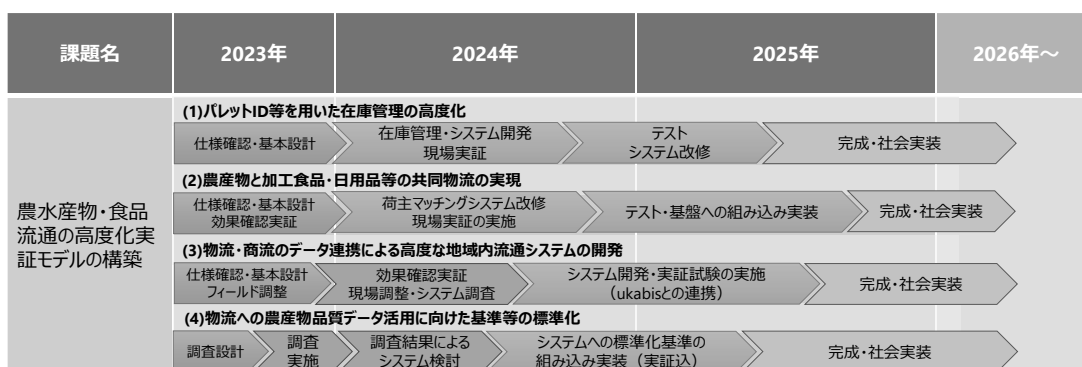 課題名
2023年
2024年
2025年
2026年～
農水産物・食品
流通の高度化実
証モデルの構築
(1)パレットID等を用いた在庫管理の高度化
仕様確認・基本設計
在庫管理・システム開発
現場実証
テスト
システム改修
完成・社会実装
(2)農産物と加工食品・日用品等の共同物流の実現
仕様確認・基本設計
効果確認実証
荷主マッチングシステム改修
現場実証の実施
テスト・基盤への組み込み実装
完成・社会実装
(3)物流・商流のデータ連携による高度な地域内流通システムの開発
仕様確認・基本設計
フィールド調整
効果確認実証
現場調整・システム調査
システム開発・実証試験の実施
（ukabisとの連携）
完成・社会実装
(4)物流への農産物品質データ活用に向けた基準等の標準化
調査設計
調査
実施
調査結果による
システム検討
システムへの標準化基準の
組み込み実装（実証込）
完成・社会実装